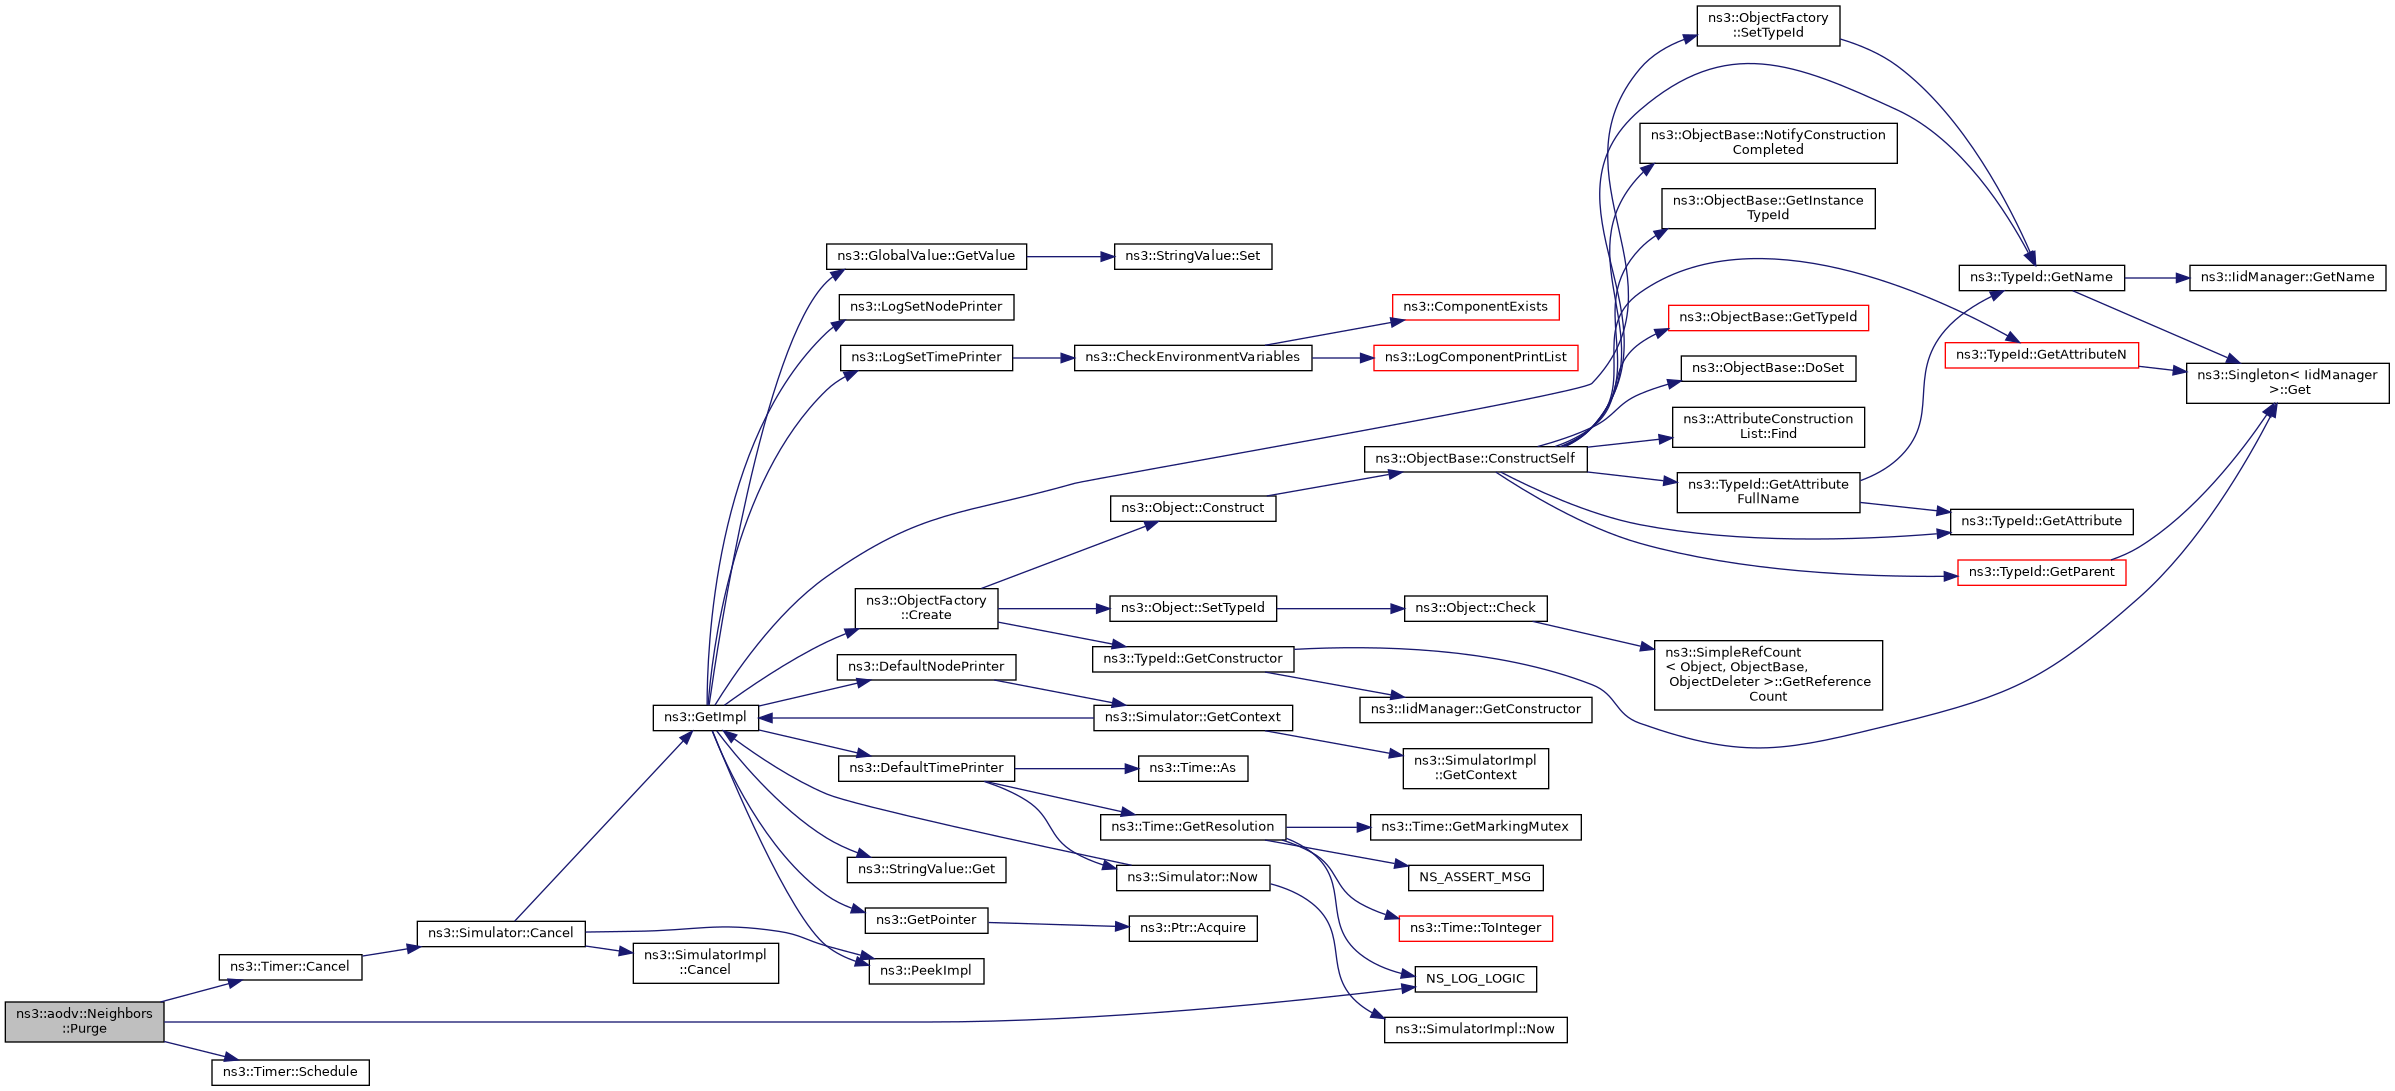 ns3::ObjectFactory
::SetTypeId
ns3::ObjectBase::NotifyConstruction
Completed
ns3::ObjectBase::GetInstance
TypeId
ns3::GlobalValue::GetValue
ns3::StringValue::Set
ns3::TypeId::GetName
ns3::IidManager::GetName
ns3::LogSetNodePrinter
ns3::ComponentExists
ns3::ObjectBase::GetTypeId
ns3::LogSetTimePrinter
ns3::CheckEnvironmentVariables
ns3::LogComponentPrintList
ns3::ObjectBase::DoSet
ns3::TypeId::GetAttributeN
ns3::Singleton< IidManager
>::Get
ns3::AttributeConstruction
List::Find
ns3::ObjectBase::ConstructSelf
ns3::TypeId::GetAttribute
FullName
ns3::Object::Construct
ns3::TypeId::GetAttribute
ns3::TypeId::GetParent
ns3::ObjectFactory
::Create
ns3::Object::SetTypeId
ns3::Object::Check
ns3::TypeId::GetConstructor
ns3::SimpleRefCount
< Object, ObjectBase,
ObjectDeleter >::GetReference
Count
ns3::DefaultNodePrinter
ns3::IidManager::GetConstructor
ns3::GetImpl
ns3::Simulator::GetContext
ns3::SimulatorImpl
::GetContext
ns3::DefaultTimePrinter
ns3::Time::As
ns3::Time::GetResolution
ns3::Time::GetMarkingMutex
ns3::StringValue::Get
ns3::Simulator::Now
NS_ASSERT_MSG
ns3::GetPointer
ns3::Ptr::Acquire
ns3::Time::ToInteger
ns3::Simulator::Cancel
ns3::SimulatorImpl
::Cancel
ns3::PeekImpl
ns3::Timer::Cancel
NS_LOG_LOGIC
ns3::aodv::Neighbors
::Purge
ns3::SimulatorImpl::Now
ns3::Timer::Schedule